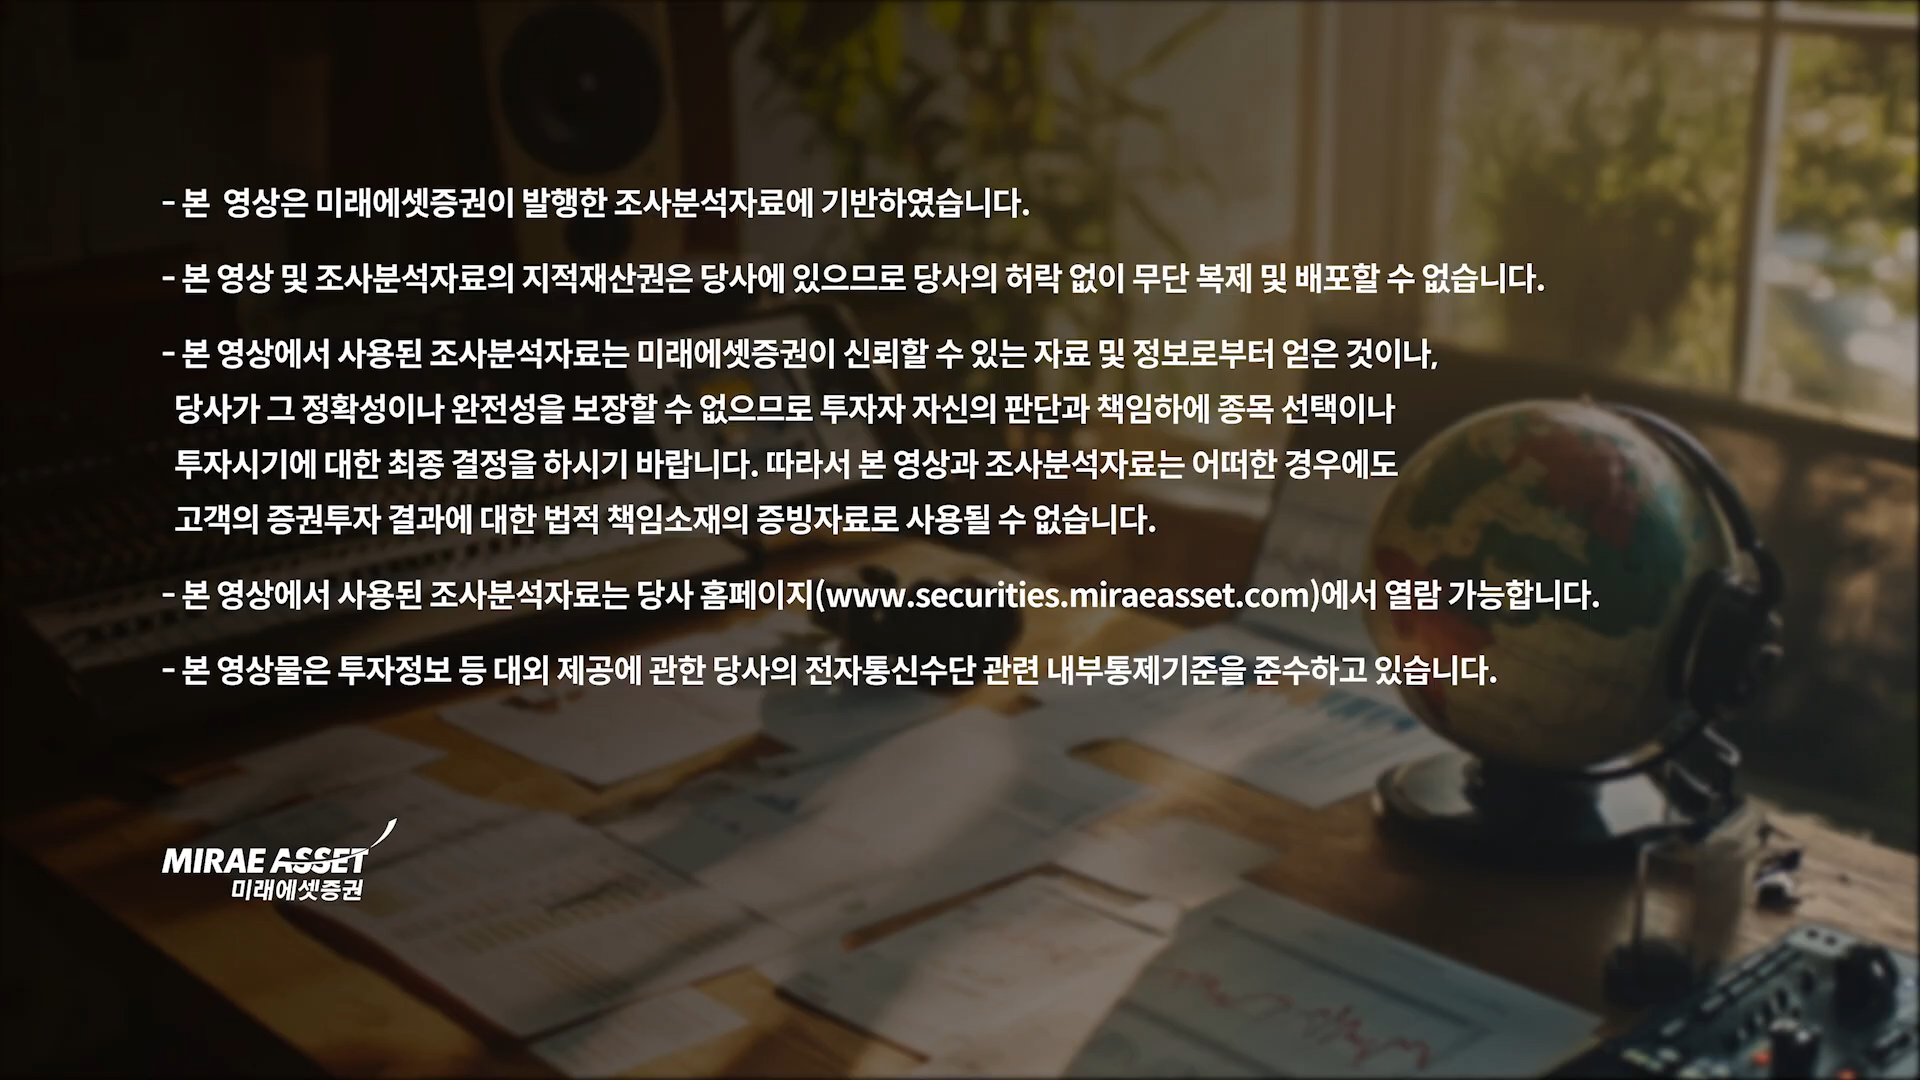 - 본 영상은 미래에셋증권이 발행한 조사분석자료에 기반하였습니다.
- 본 영상 및 조사분석자료의 지적재산권은 당사에 있으므로 당사의 허락 없이 무단 복제 및 배포할 수 없습니다.
- 본 영상에서 사용된 조사분석자료는 미래에셋증권이 신뢰할 수 있는 자료 및 정보로부터 얻은 것이나,
당사가 그 정확성이나 완전성을 보장할 수 없으므로 투자자 자신의 판단과 책임하에 종목 선택이나
투자시기에 대한 최종 결정을 하시기 바랍니다. 따라서 본 영상과 조사분석자료는 어떠한 경우에도
고객의 증권투자 결과에 대한 법적 책임소재의 증빙자료로 사용될 수 없습니다.
- 본 영상에서 사용된 조사분석자료는 당사 홈페이지(www.securities.miraeasset.com)에서 열람 가능합니다.
- 본 영상물은 투자정보 등 대외 제공에 관한 당사의 전자통신수단 관련 내부통제기준을 준수하고 있습니다.
MIRAE ASSET
미래에셋증권